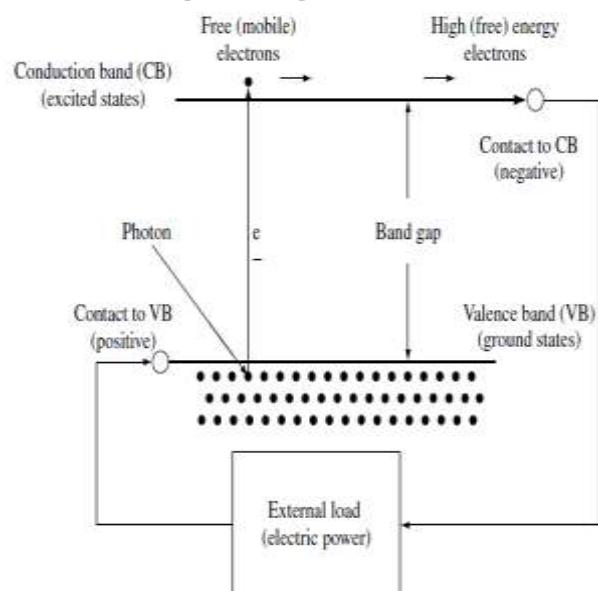 Free (mobile)
electrons
High (free) energy
electrons
Conduction band (CB)
(excited states)
Contact to CB
(negative)
Photon
e
–
Band gap
Contact to VB
(positive)
Valence band (VB)
(ground states)
External load
(electric power)